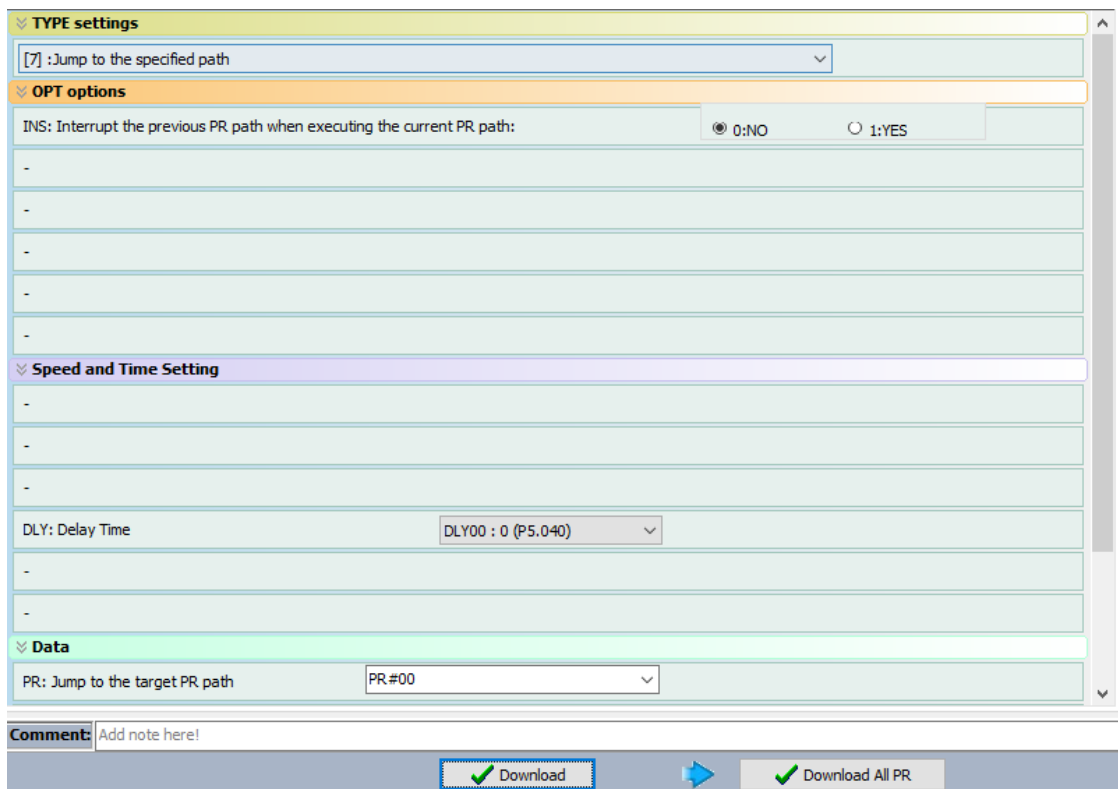 TYPE settings
[7] :Jump to the specified path
OPT options
INS: Interrupt the previous PR path when executing the current PR path: 0:NO 1:YES
-
-
-
-
-
Speed and Time Setting
-
-
-
DLY: Delay Time DLY00 : 0 (P5.040)
-
-
Data
PR: Jump to the target PR path PR#00
Comment: Add note here!
Download Download All PR